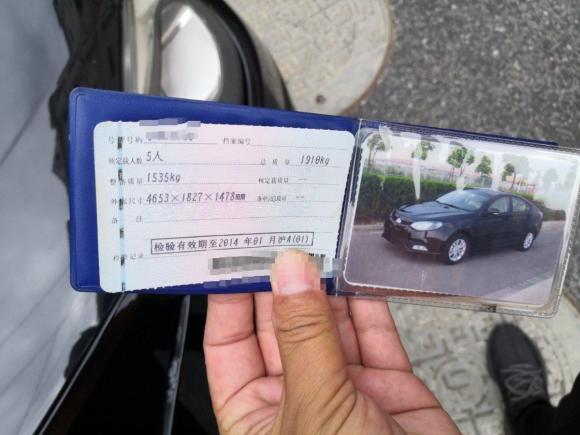 号牌号码 档案编号
核定载人数 5人 总质量 1910kg
整备质量 1535kg 核定载质量 --
外廓尺寸 4653×1827×1478mm 准牵引总质量 --
备注
检验有效期至2014年01月沪A(01)
检验记录